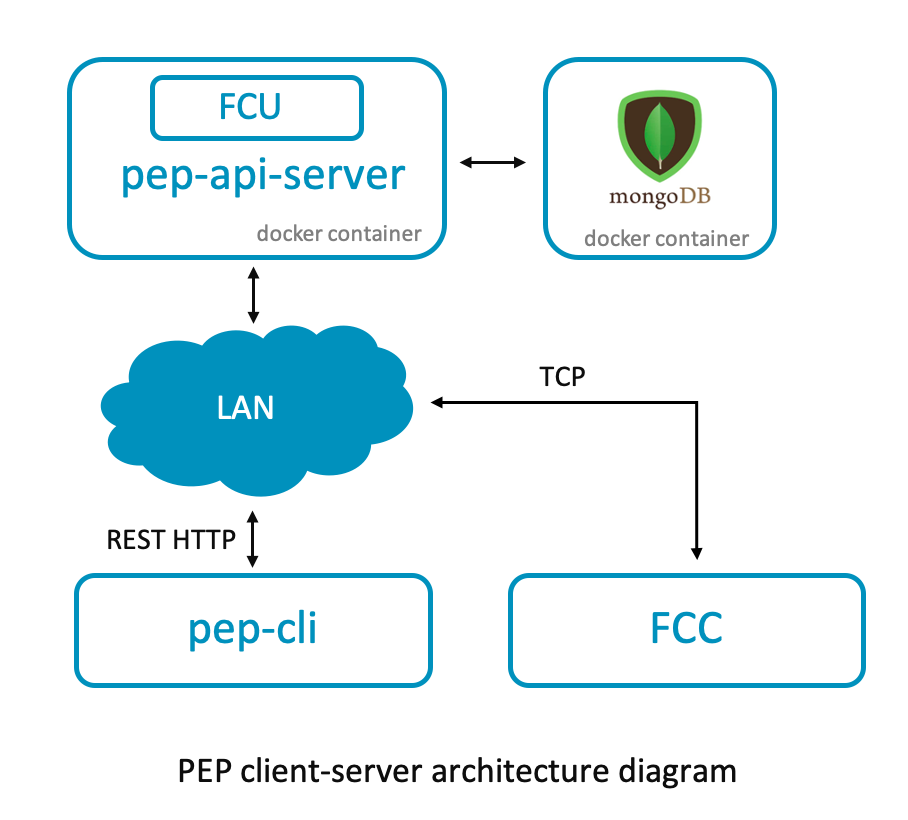 FCU
pep-api-server
docker container
mongoDB
docker container
LAN
TCP
REST HTTP
pep-cli
FCC
PEP client-server architecture diagram